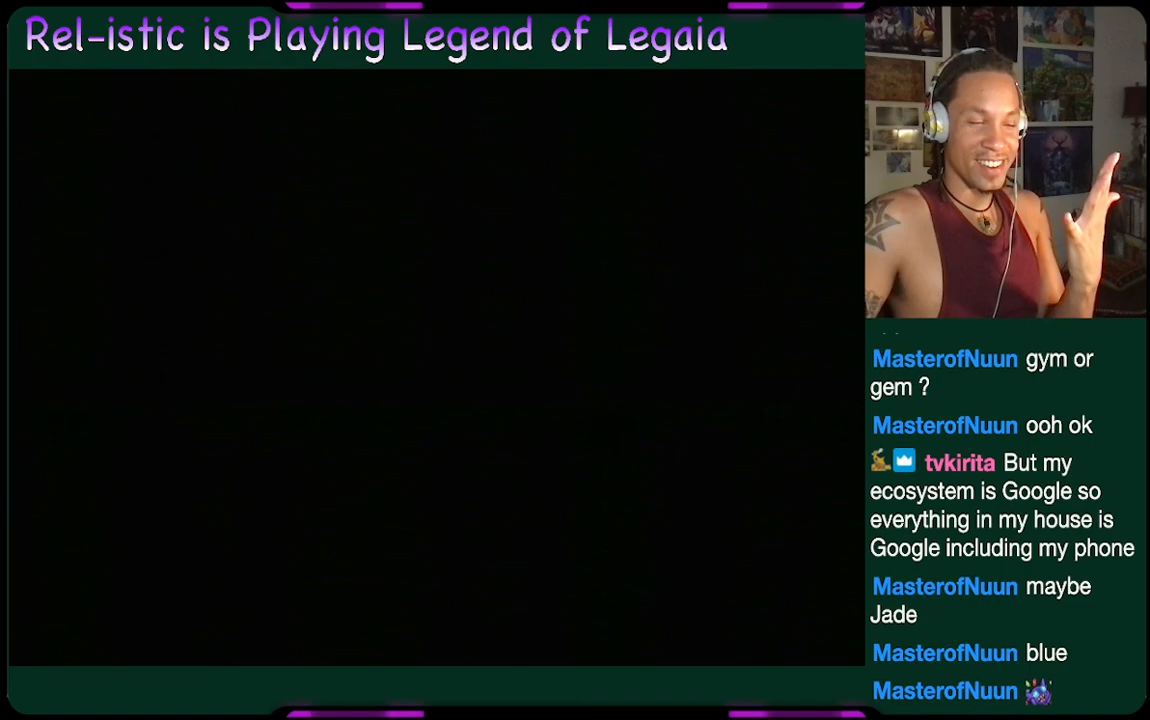 Rel-istic is Playing Legend of Legaia
MasterofNuun gym or
gem ?
MasterofNuun ooh ok
tvkirita But my
ecosystem is Google so
everything in my house is
Google including my phone
MasterofNuun maybe
Jade
MasterofNuun blue
MasterofNuun